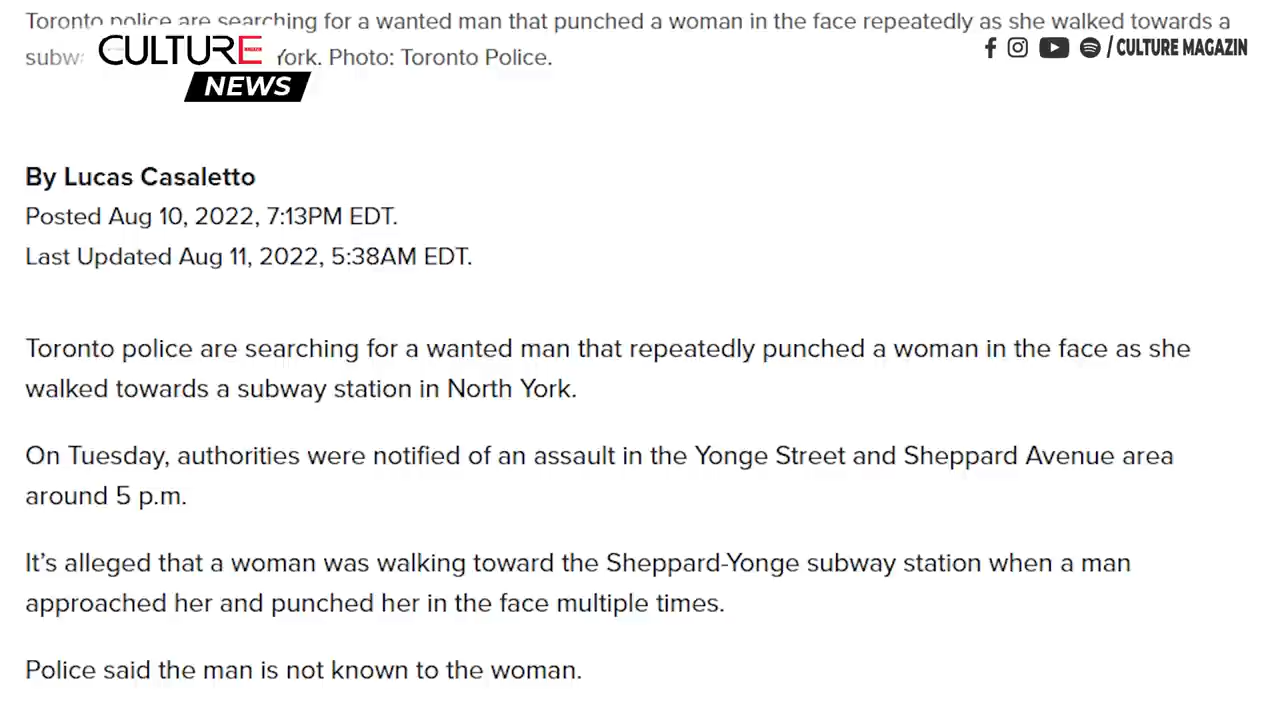 Toronto police are searching for a wanted man that punched a woman in the face repeatedly as she walked towards a
subw York. Photo: Toronto Police.
CULTURE
NEWS
/ CULTURE MAGAZIN
By Lucas Casaletto
Posted Aug 10, 2022, 7:13PM EDT.
Last Updated Aug 11, 2022, 5:38AM EDT.
Toronto police are searching for a wanted man that repeatedly punched a woman in the face as she
walked towards a subway station in North York.
On Tuesday, authorities were notified of an assault in the Yonge Street and Sheppard Avenue area
around 5 p.m.
It’s alleged that a woman was walking toward the Sheppard-Yonge subway station when a man
approached her and punched her in the face multiple times.
Police said the man is not known to the woman.